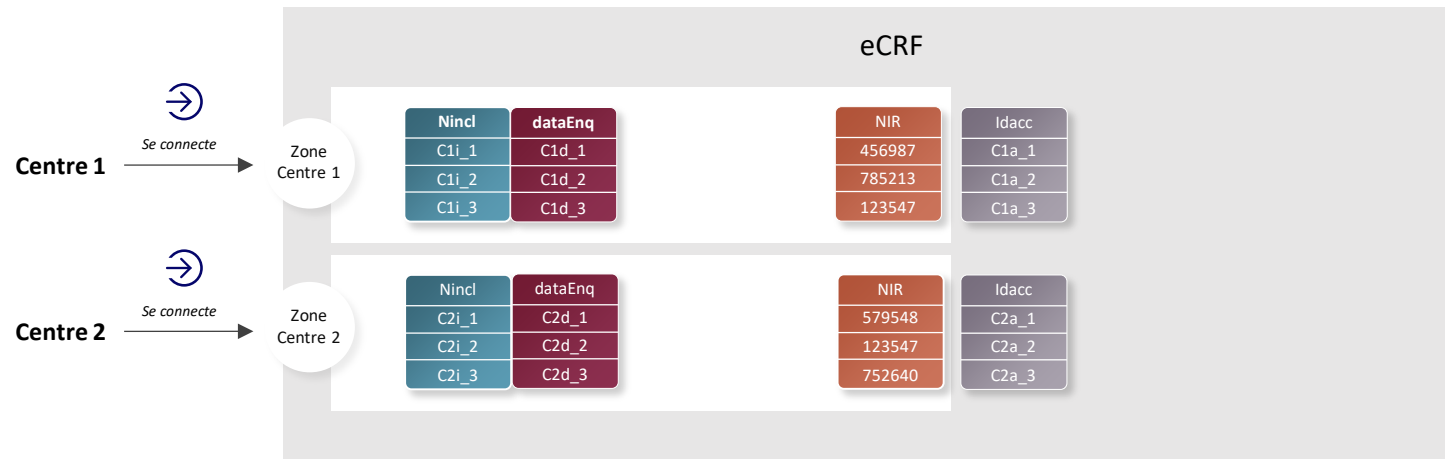 eCRF
Se connecte
Centre 1
Zone
Centre 1
Nincl dataEnq NIR Idacc
C1i_1 C1d_1 456987 C1a_1
C1i_2 C1d_2 785213 C1a_2
C1i_3 C1d_3 123547 C1a_3
Se connecte
Centre 2
Zone
Centre 2
Nincl dataEnq NIR Idacc
C2i_1 C2d_1 579548 C2a_1
C2i_2 C2d_2 123547 C2a_2
C2i_3 C2d_3 752640 C2a_3